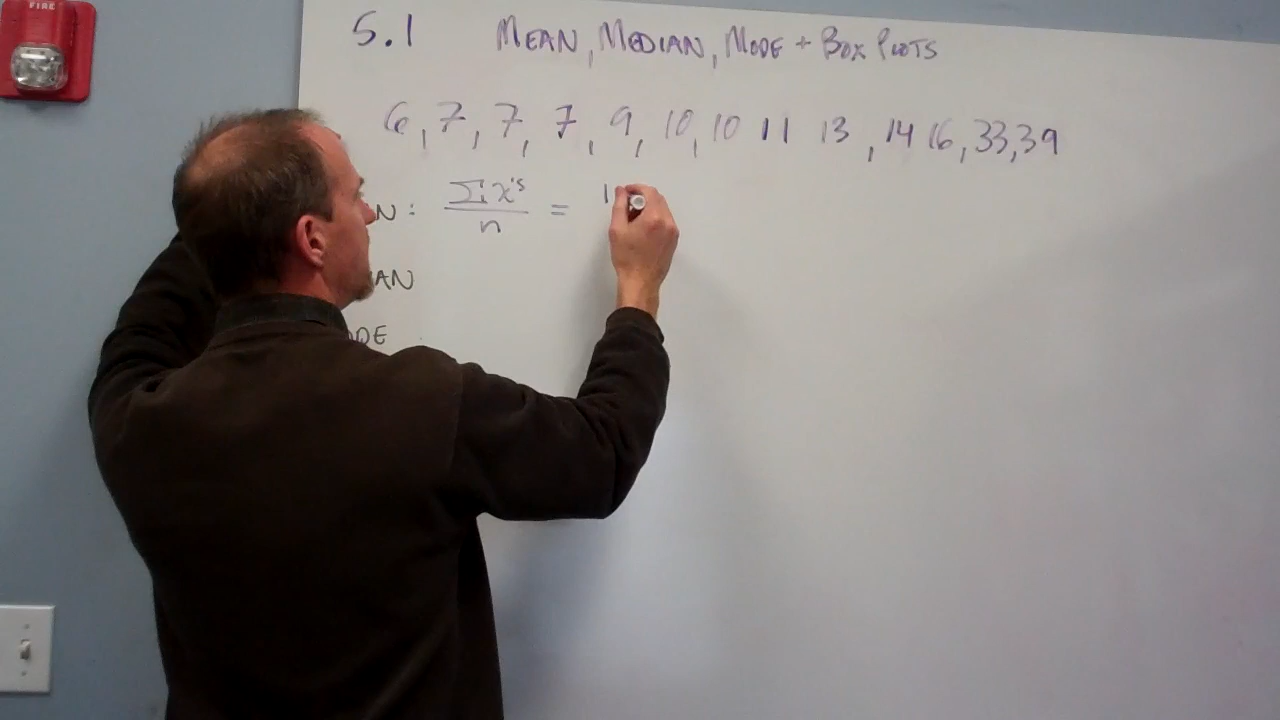 FIRE
5.1 MEAN, MEDIAN, MODE + BOX PLOTS
6, 7, 7, 7, 9, 10, 10 11 13, 14 16, 33, 39
N: Σx's / n = 1
AN
ODE